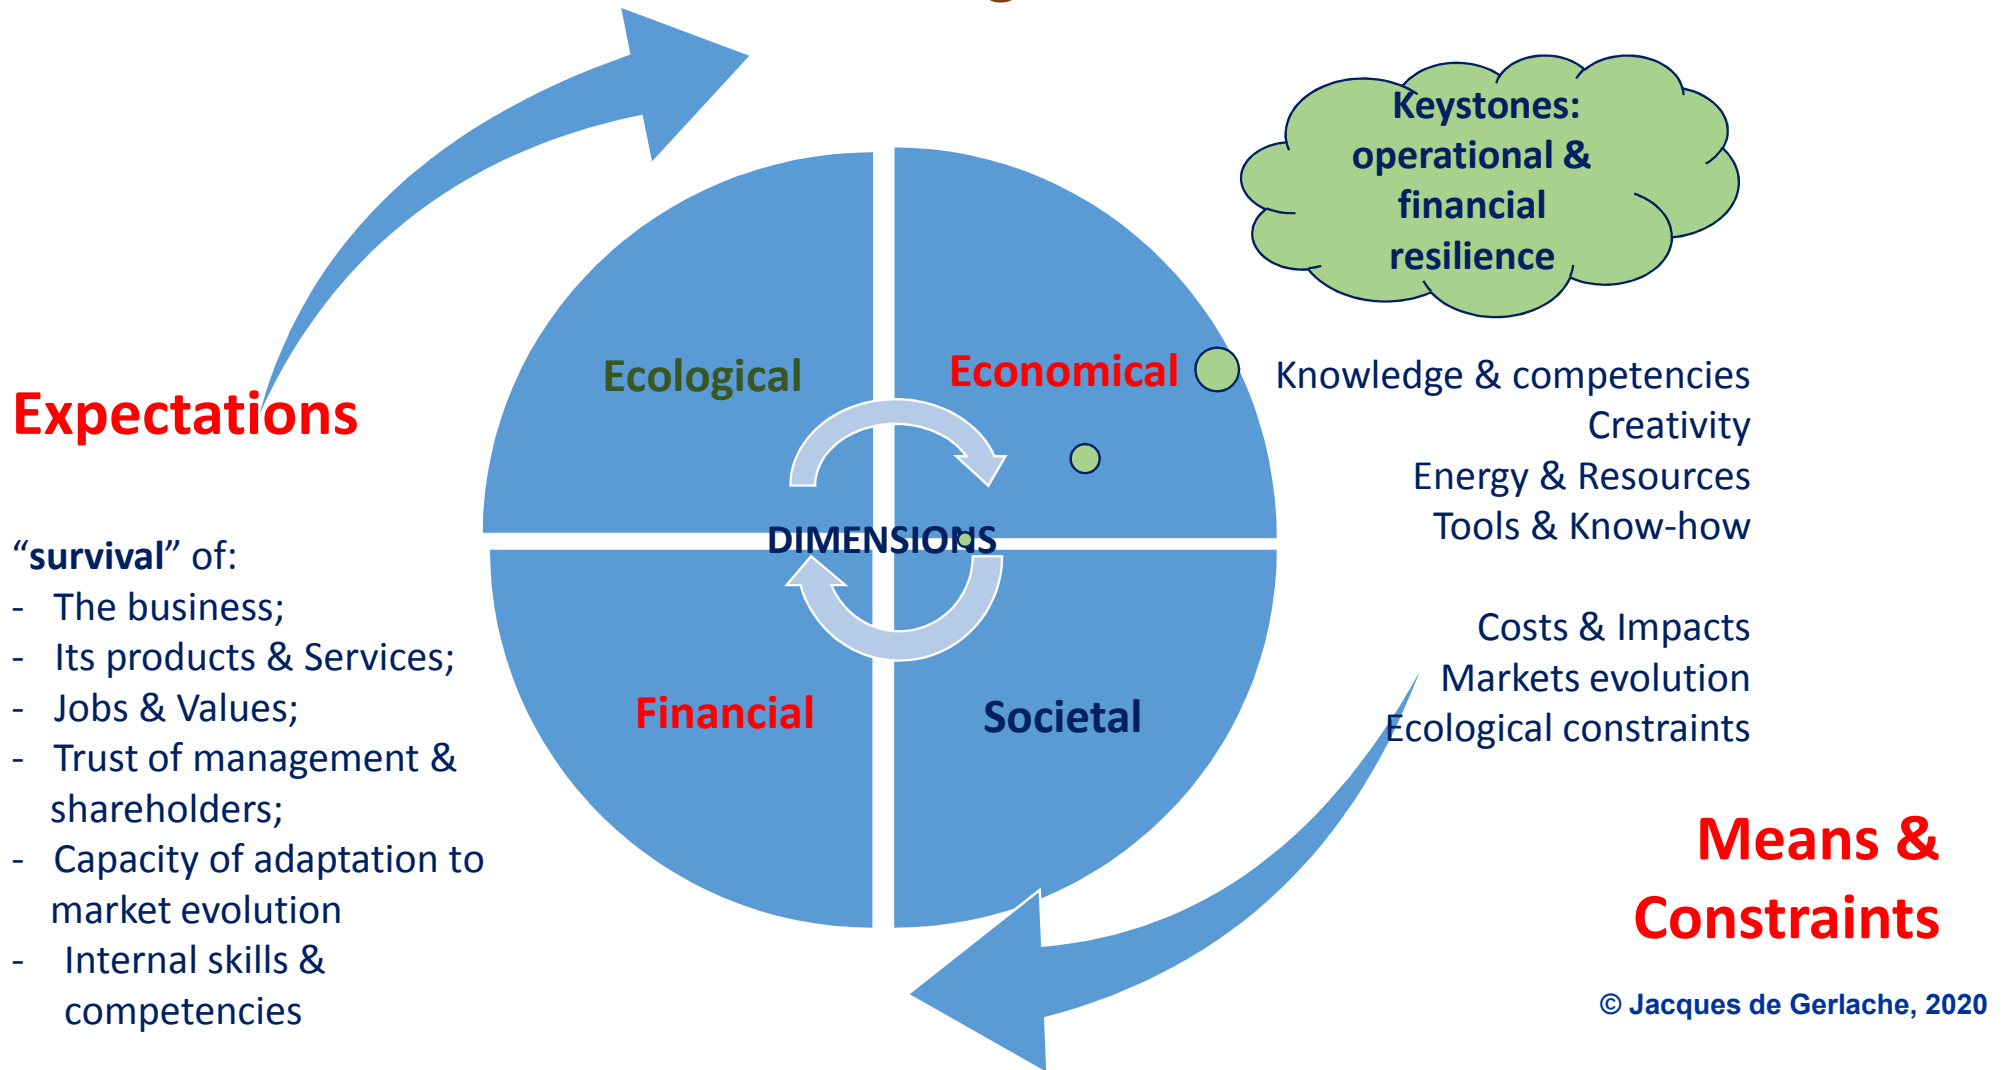 Keystones:
operational &
financial
resilience
Ecological
Economical
Expectations
Knowledge & competencies
Creativity
Energy & Resources
Tools & Know-how
DIMENSIONS
“survival” of:
- The business;
- Its products & Services;
- Jobs & Values;
- Trust of management &
shareholders;
- Capacity of adaptation to
market evolution
- Internal skills &
competencies
Financial
Societal
Costs & Impacts
Markets evolution
Ecological constraints
Means &
Constraints
© Jacques de Gerlache, 2020